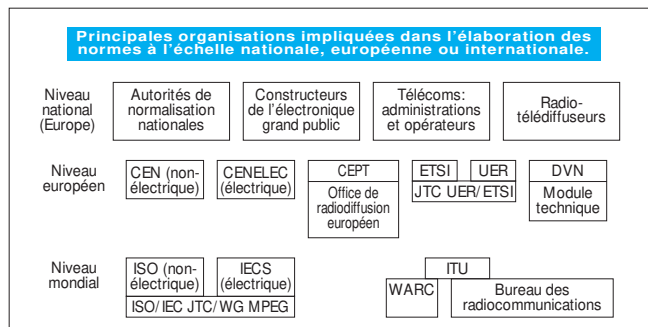 Principales organisations impliquées dans l'élaboration des
normes à l'échelle nationale, européenne ou internationale.
Niveau
national
(Europe)
Autorités de
normalisation
nationales
Constructeurs
de l'électronique
grand public
Télécoms:
administrations
et opérateurs
Radio-
télédiffuseurs
Niveau
européen
CEN (non-
électrique)
CENELEC
(électrique)
CEPT
Office de
radiodiffusion
européen
ETSI
UER
JTC UER/ETSI
DVN
Module
technique
Niveau
mondial
ISO (non-
électrique)
IECS
(électrique)
ISO/IEC JTC/WG MPEG
ITU
WARC
Bureau des
radiocommunications